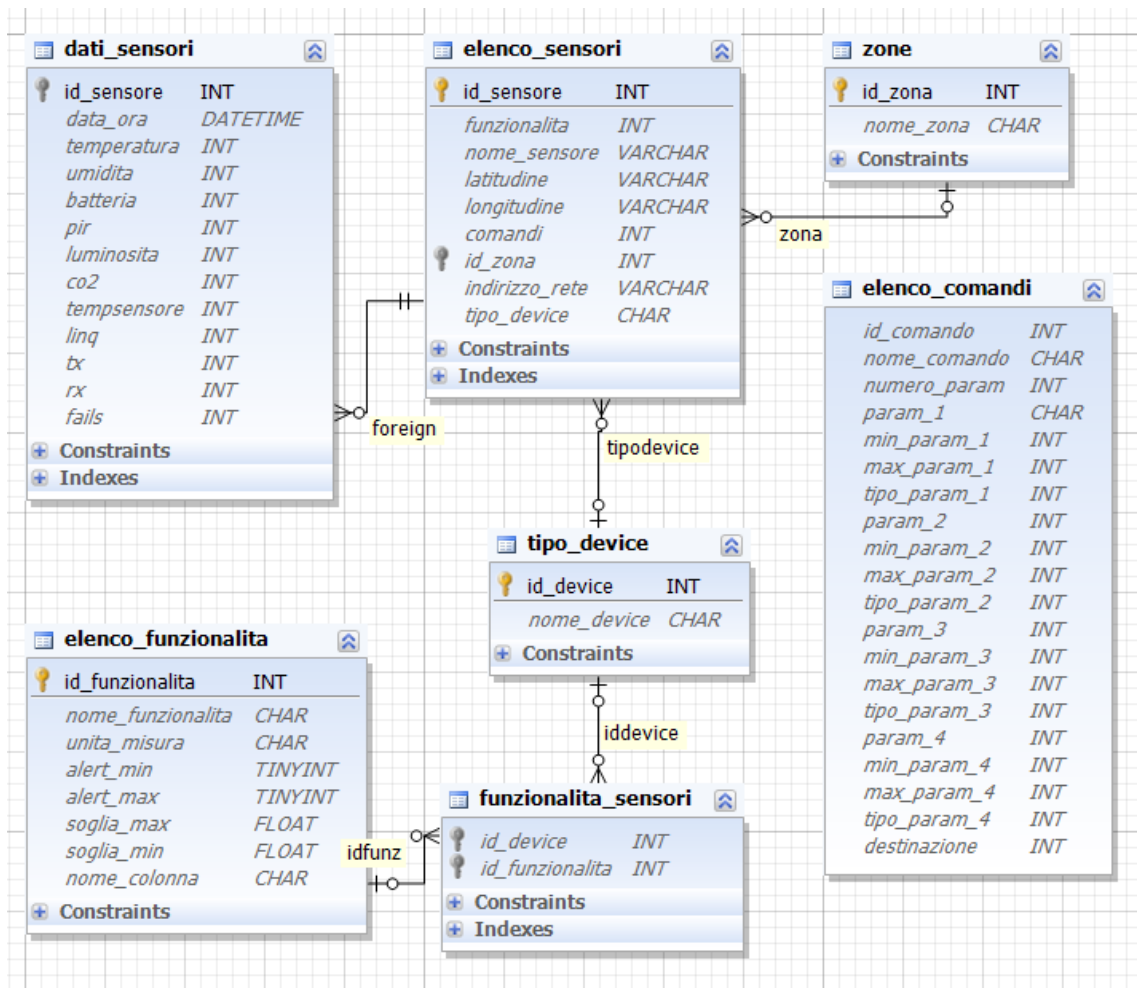 dati_sensori
id_sensore INT
data_ora DATETIME
temperatura INT
umidita INT
batteria INT
pir INT
luminosita INT
co2 INT
tempsensore INT
linq INT
tx INT
rx INT
fails INT
Constraints
Indexes
foreign
elenco_sensori
id_sensore INT
funzionalita INT
nome_sensore VARCHAR
latitudine VARCHAR
longitudine VARCHAR
comandi INT
id_zona INT
indirizzo_rete VARCHAR
tipo_device CHAR
Constraints
Indexes
zone
id_zona INT
nome_zona CHAR
Constraints
zona
tipodevice
tipo_device
id_device INT
nome_device CHAR
Constraints
iddevice
elenco_funzionalita
id_funzionalita INT
nome_funzionalita CHAR
unita_misura CHAR
alert_min TINYINT
alert_max TINYINT
soglia_max FLOAT
soglia_min FLOAT
nome_colonna CHAR
Constraints
idfunz
funzionalita_sensori
id_device INT
id_funzionalita INT
Constraints
Indexes
elenco_comandi
id_comando INT
nome_comando CHAR
numero_param INT
param_1 CHAR
min_param_1 INT
max_param_1 INT
tipo_param_1 INT
param_2 INT
min_param_2 INT
max_param_2 INT
tipo_param_2 INT
param_3 INT
min_param_3 INT
max_param_3 INT
tipo_param_3 INT
param_4 INT
min_param_4 INT
max_param_4 INT
tipo_param_4 INT
destinazione INT